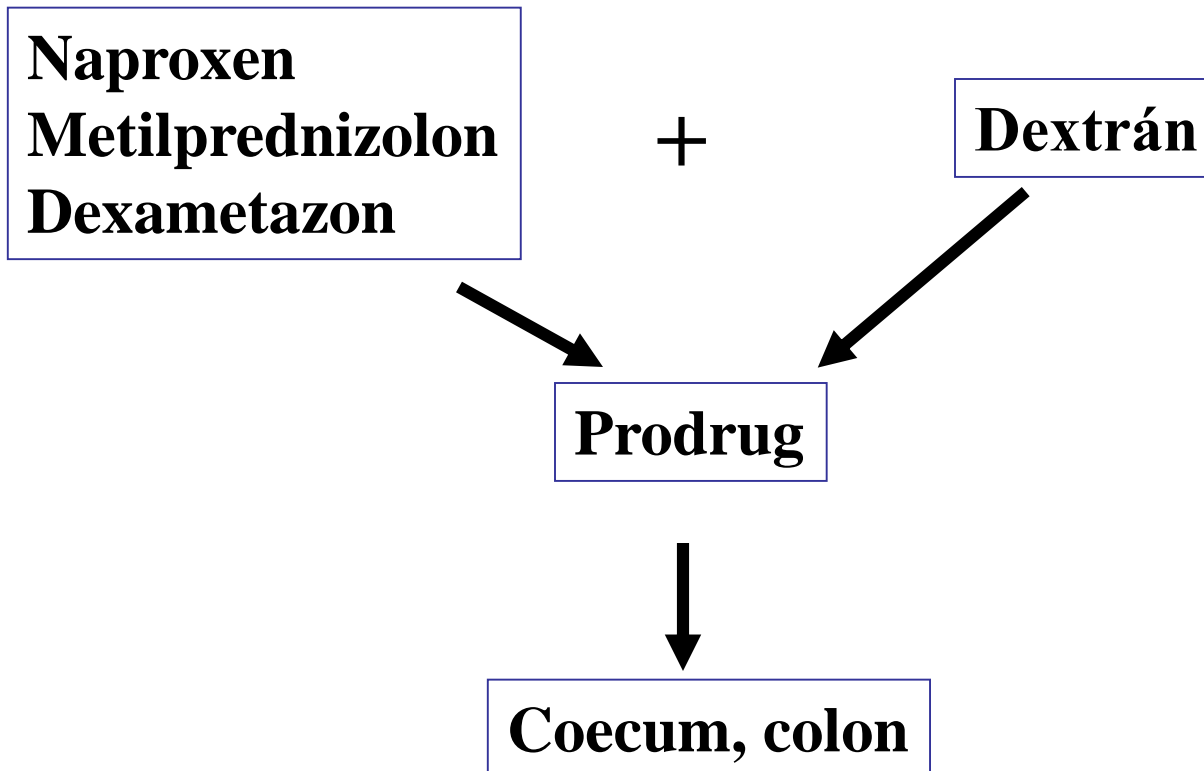 Naproxen
Metilprednizolon
Dexametazon
+
Dextrán
Prodrug
Coecum, colon